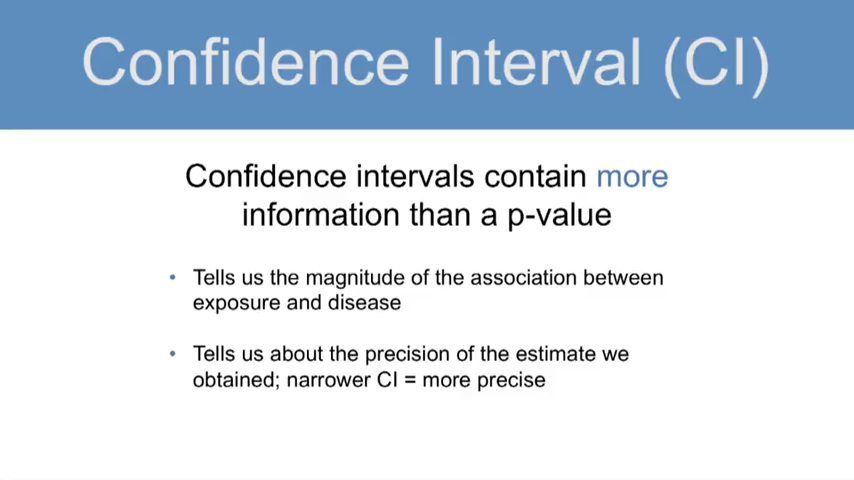 Confidence Interval (CI)
Confidence intervals contain more
information than a p-value
• Tells us the magnitude of the association between
exposure and disease
• Tells us about the precision of the estimate we
obtained; narrower CI = more precise